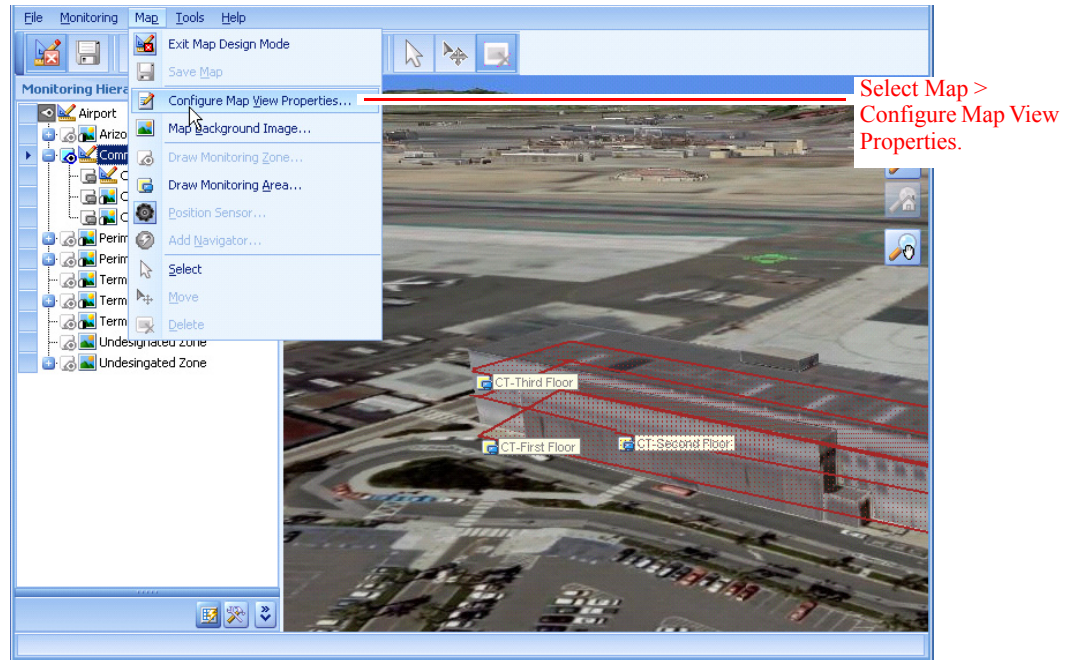 File Monitoring Map Tools Help
Exit Map Design Mode
Save Map
Monitoring Hiera
Configure Map View Properties...
Select Map >
Configure Map View
Properties.
Airport
Map Background Image...
Arizo
Draw Monitoring Zone...
Comm
C
Draw Monitoring Area...
C
Position Sensor...
C
Perim
Add Navigator...
Perim
Select
Term
Move
Term
Term
Delete
Undesignated Zone
Undesingated Zone
CT-Third Floor
CT-First Floor
CT-Second Floor